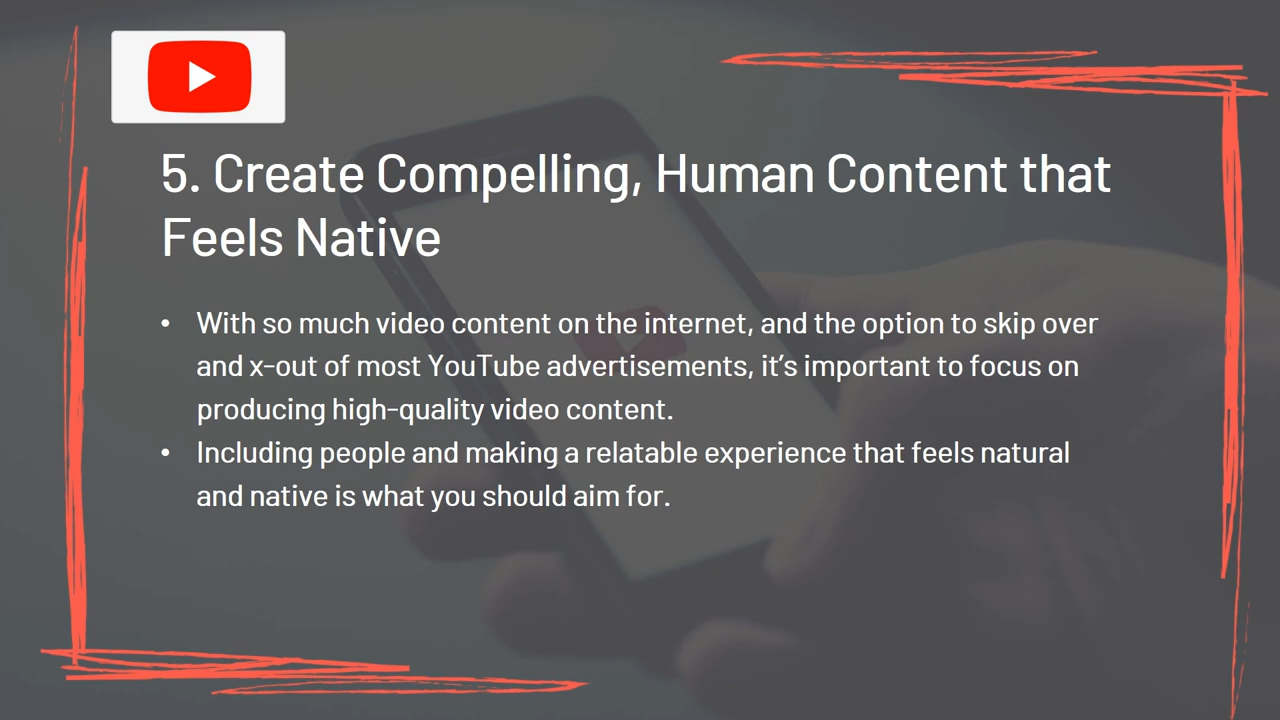 5. Create Compelling, Human Content that
Feels Native
• With so much video content on the internet, and the option to skip over
and x-out of most YouTube advertisements, it’s important to focus on
producing high-quality video content.
• Including people and making a relatable experience that feels natural
and native is what you should aim for.